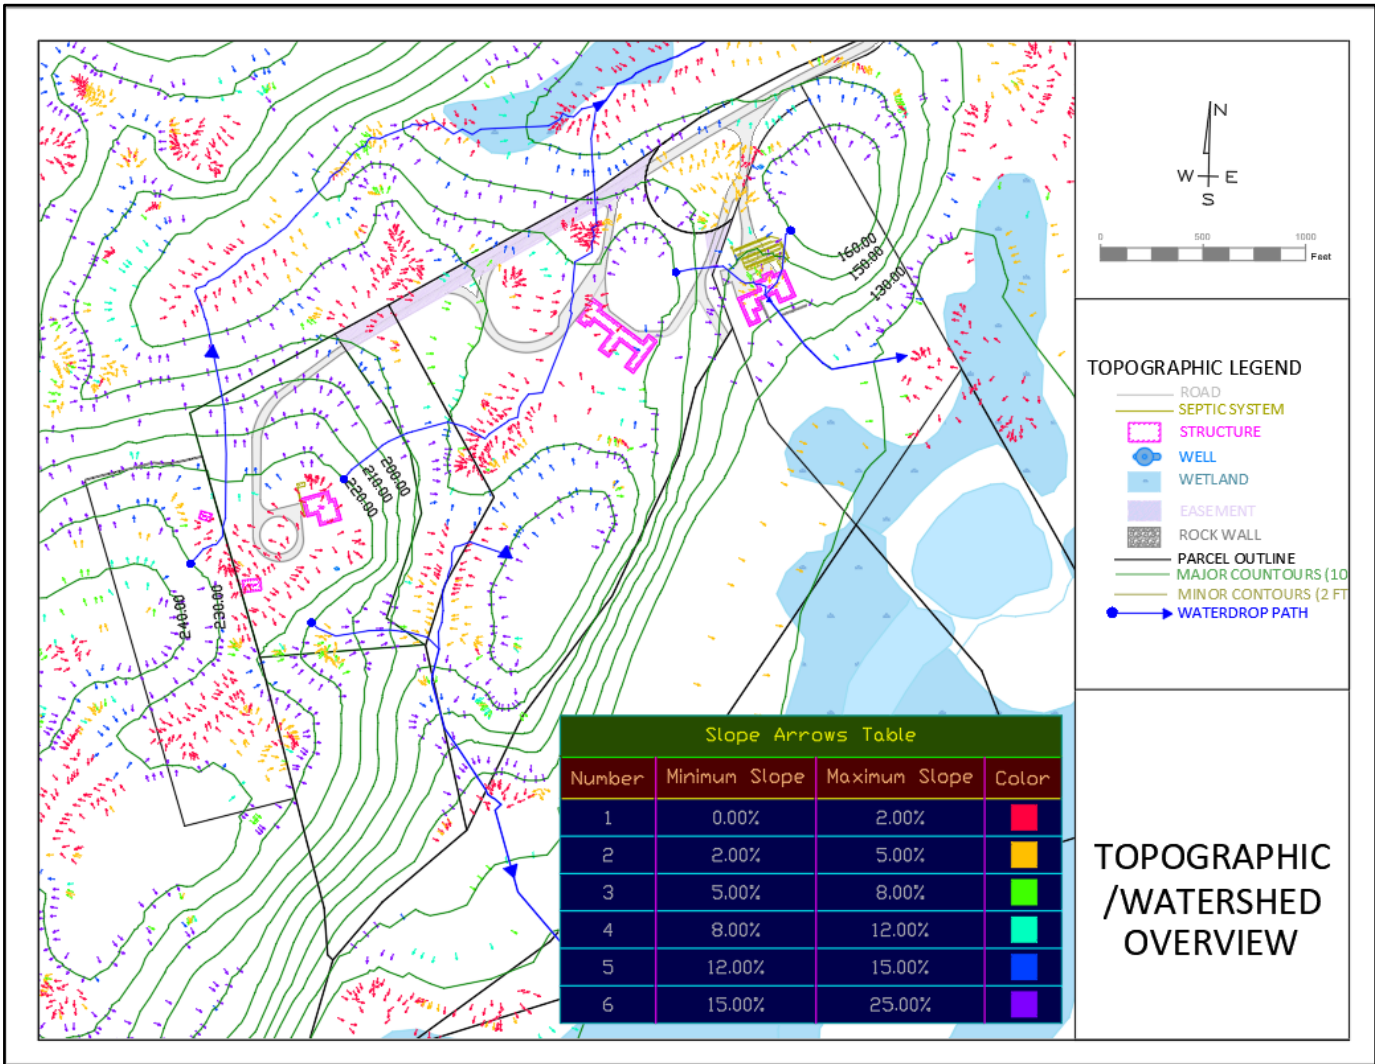 160.00
150.00
130.00
200.00
210.00
220.00
240.00
230.00
N
W E
S
0 500 1000
Feet
TOPOGRAPHIC LEGEND
ROAD
SEPTIC SYSTEM
STRUCTURE
WELL
WETLAND
EASEMENT
ROCK WALL
PARCEL OUTLINE
MAJOR COUNTOURS (10
MINOR CONTOURS (2 FT
WATERDROP PATH
Slope Arrows Table
Number Minimum Slope Maximum Slope Color
1 0.00% 2.00%
2 2.00% 5.00%
3 5.00% 8.00%
4 8.00% 12.00%
5 12.00% 15.00%
6 15.00% 25.00%
TOPOGRAPHIC
/WATERSHED
OVERVIEW